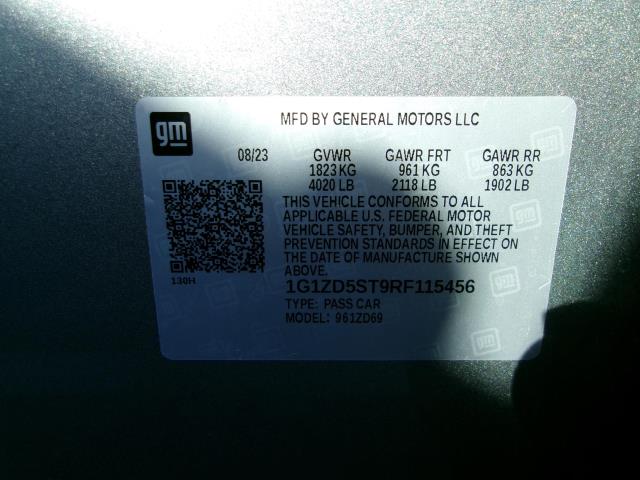 gm
MFD BY GENERAL MOTORS LLC
08/23 GVWR GAWR FRT GAWR RR
1823 KG 961 KG 863 KG
4020 LB 2118 LB 1902 LB
THIS VEHICLE CONFORMS TO ALL
APPLICABLE U.S. FEDERAL MOTOR
VEHICLE SAFETY, BUMPER, AND THEFT
PREVENTION STANDARDS IN EFFECT ON
THE DATE OF MANUFACTURE SHOWN
ABOVE.
130H
1G1ZD5ST9RF115456
TYPE: PASS CAR
MODEL: 961ZD69